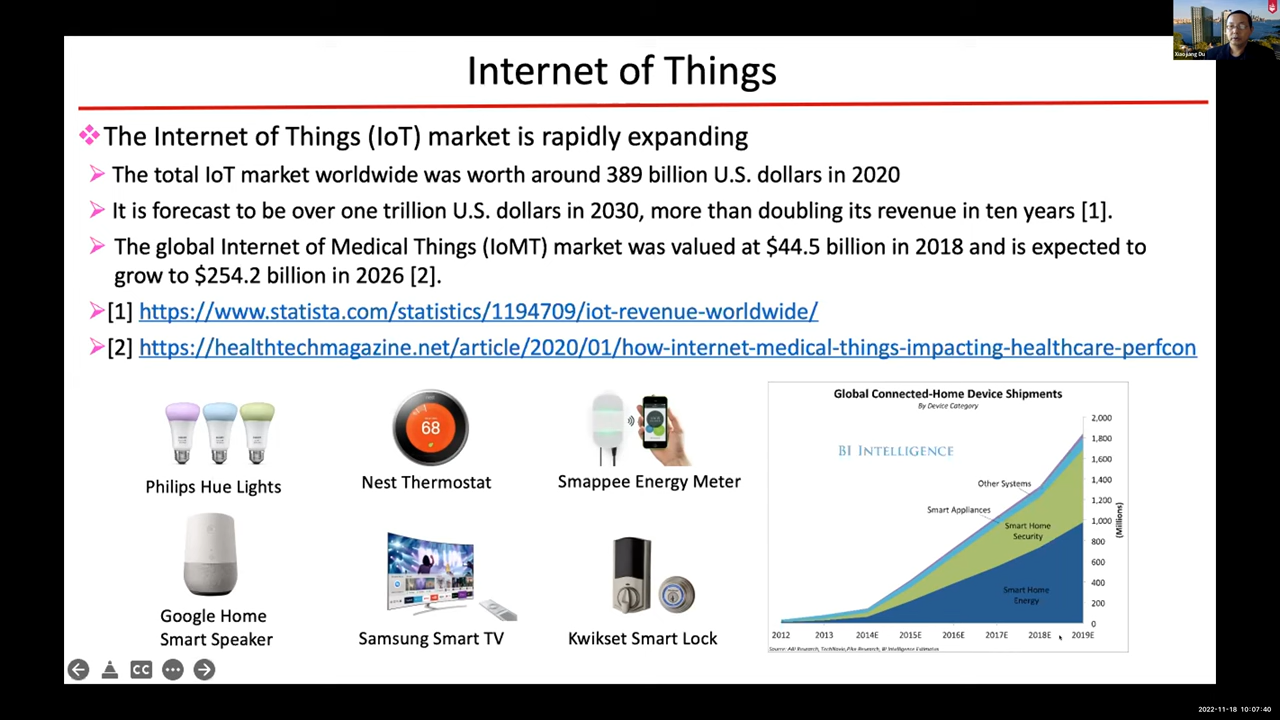 Internet of Things
The Internet of Things (IoT) market is rapidly expanding
The total IoT market worldwide was worth around 389 billion U.S. dollars in 2020
It is forecast to be over one trillion U.S. dollars in 2030, more than doubling its revenue in ten years [1].
The global Internet of Medical Things (IoMT) market was valued at $44.5 billion in 2018 and is expected to
grow to $254.2 billion in 2026 [2].
[1] https://www.statista.com/statistics/1194709/iot-revenue-worldwide/
[2] https://healthtechmagazine.net/article/2020/01/how-internet-medical-things-impacting-healthcare-perfcon
Philips Hue Lights
68
Nest Thermostat
Smappee Energy Meter
Google Home
Smart Speaker
Samsung Smart TV
Kwikset Smart Lock
Global Connected-Home Device Shipments
By Device Category
BI INTELLIGENCE
2,000
1,800
1,600
1,400
1,200
1,000
800
600
400
200
0
(Millions)
Other Systems
Smart Appliances
Smart Home
Security
Smart Home
Energy
2012
2013
2014E
2015E
2016E
2017E
2018E
2019E
Source: ABI Research, TechNavio, Pike Research, BI Intelligence Estimates
CC
Xiaojiang Du
2022-11-18 10:07:40